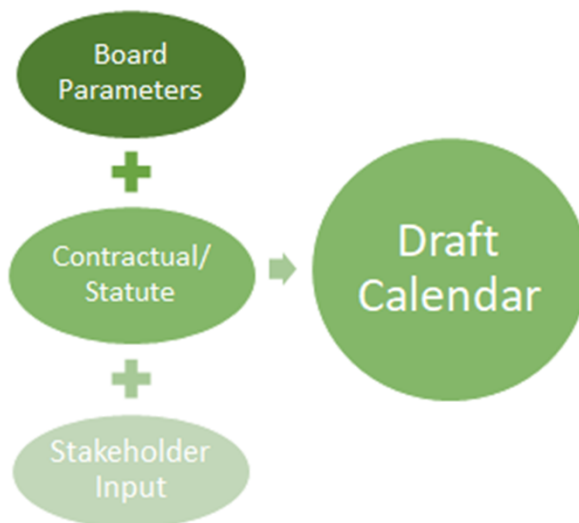 Board
Parameters
Contractual/
Statute
Stakeholder
Input
Draft
Calendar